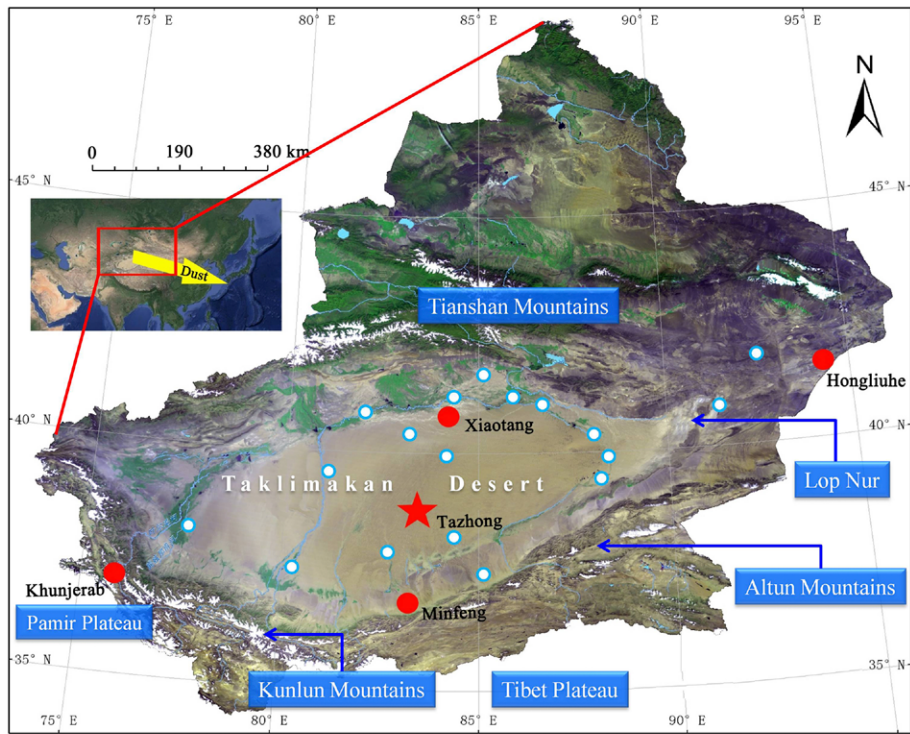 75° E 80° E 85° E 90° E 95° E
N
0 190 380 km
45° N 45° N
Dust
Tianshan Mountains
Hongliuhe
40° N 40° N
Xiaotang
Taklimakan Desert
Lop Nur
Tazhong
Khunjerab
Altun Mountains
Minfeng
Pamir Plateau
35° N 35° N
Kunlun Mountains Tibet Plateau
75° E 80° E 85° E 90° E